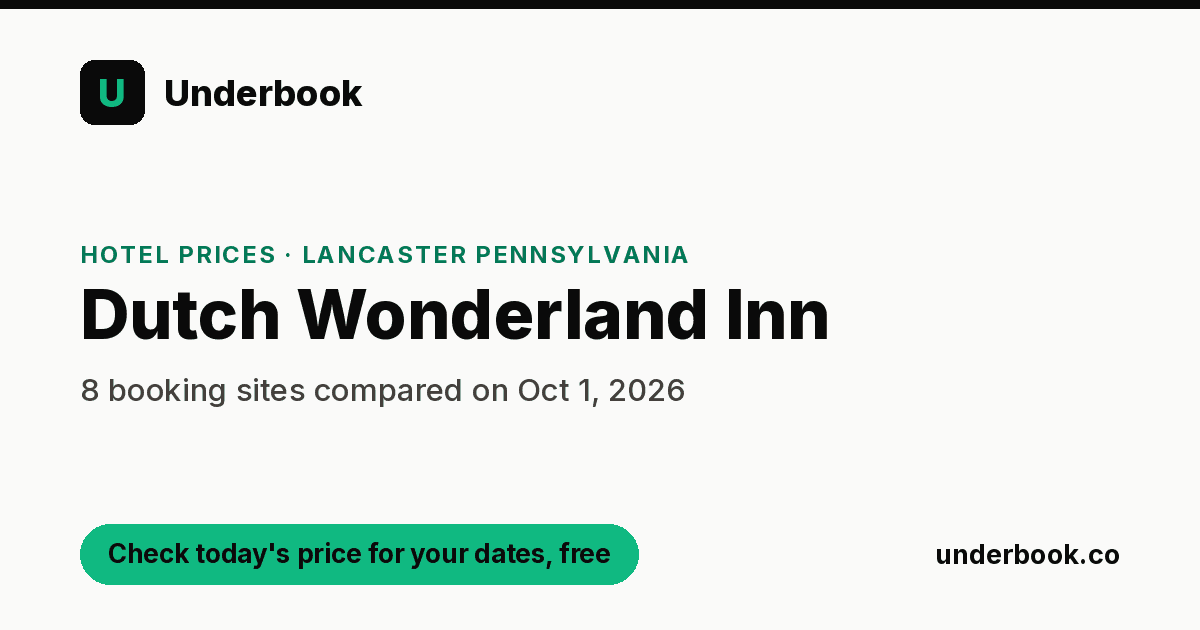 U Underbook
HOTEL PRICES · LANCASTER PENNSYLVANIA
Dutch Wonderland Inn
8 booking sites compared on Oct 1, 2026
Check today's price for your dates, free
underbook.co